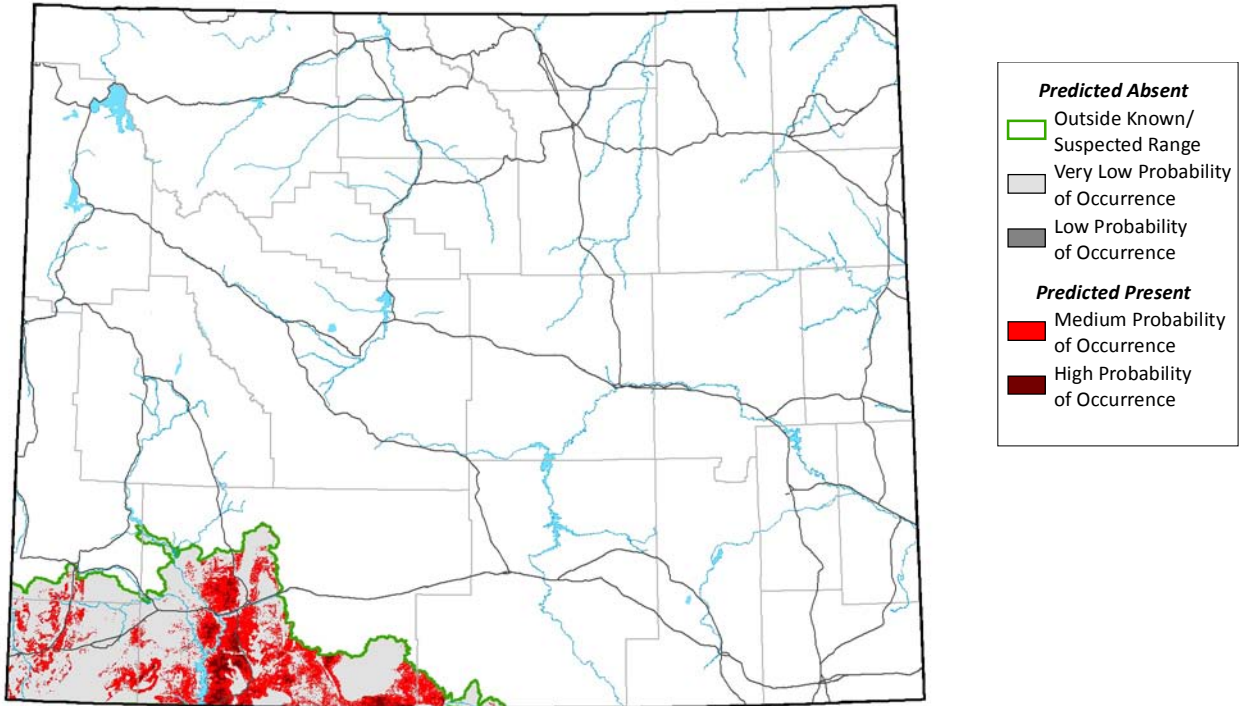 Predicted Absent
Outside Known/
Suspected Range
Very Low Probability
of Occurrence
Low Probability
of Occurrence
Predicted Present
Medium Probability
of Occurrence
High Probability
of Occurrence